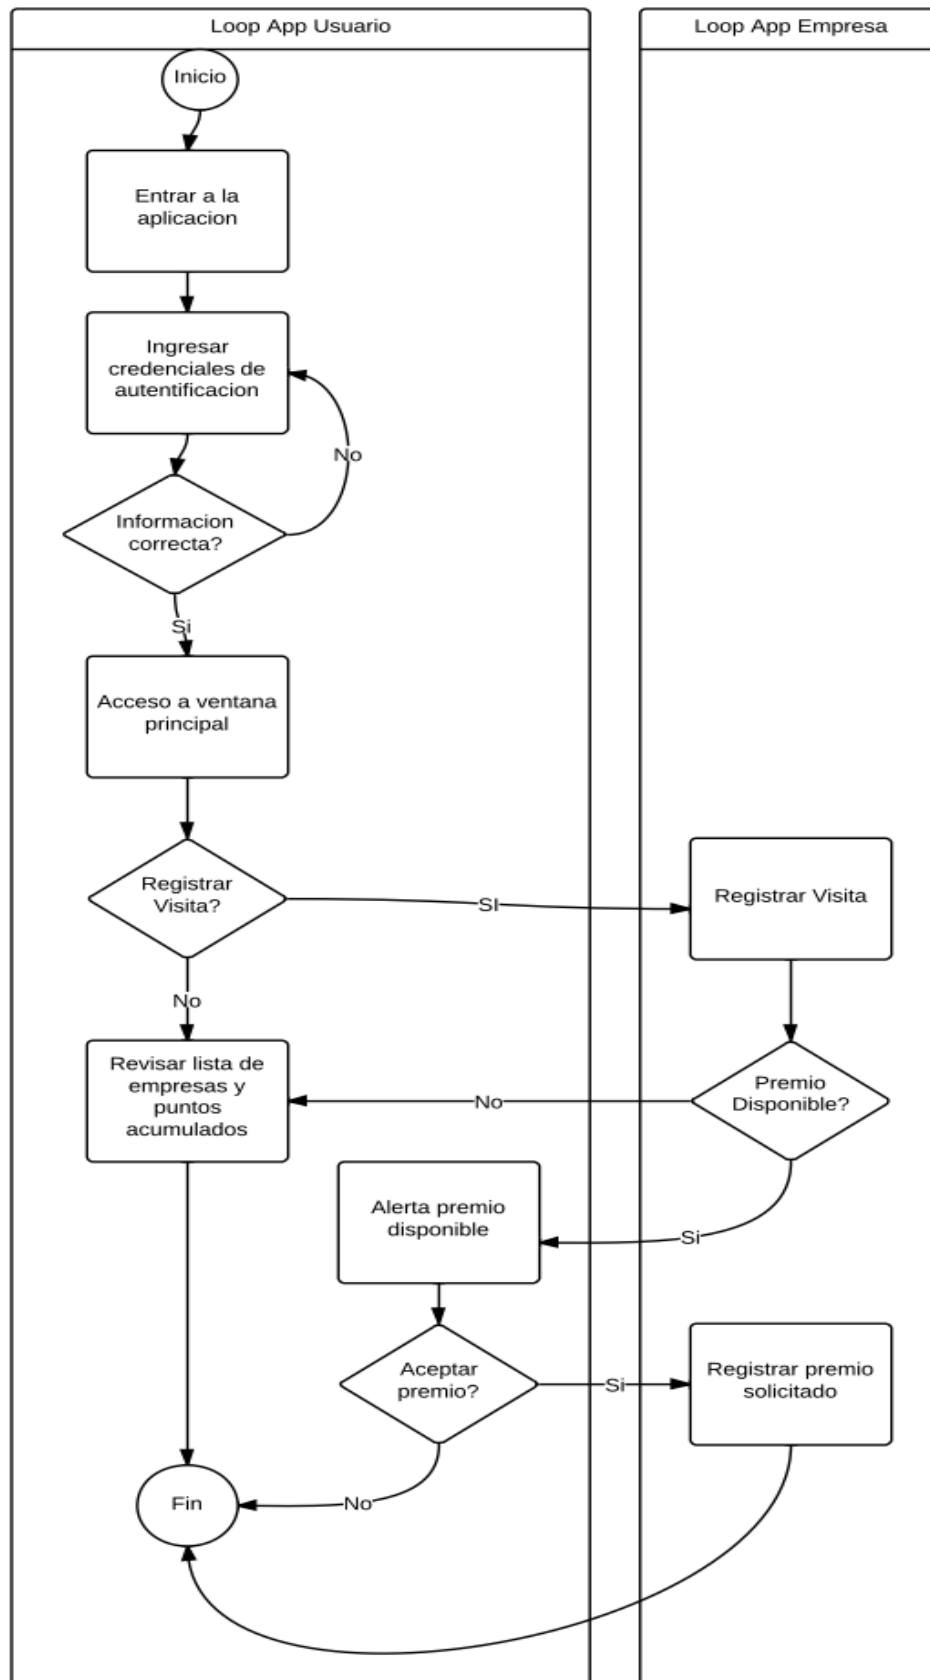 Loop App Usuario
Loop App Empresa
Inicio
Entrar a la
aplicacion
Ingresar
credenciales de
autentificacion
No
Informacion
correcta?
Si
Acceso a ventana
principal
Registrar
Visita?
SI
Registrar Visita
No
Revisar lista de
empresas y
puntos
acumulados
No
Premio
Disponible?
Alerta premio
disponible
Si
Aceptar
premio?
Si
Registrar premio
solicitado
Fin
No